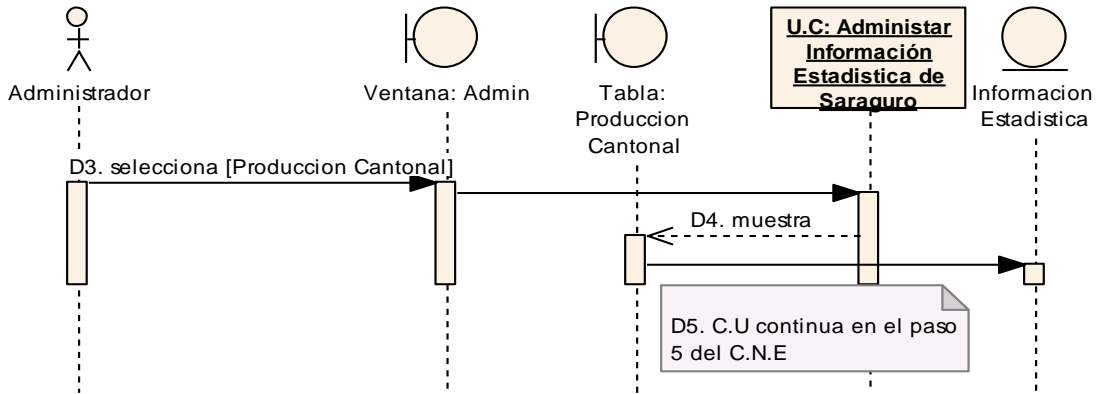 U.C: Administar
Información
Estadistica de
Saraguro
Administrador
Ventana: Admin
Tabla:
Produccion
Cantonal
Informacion
Estadistica
D3. selecciona [Produccion Cantonal]
D4. muestra
D5. C.U continua en el paso
5 del C.N.E